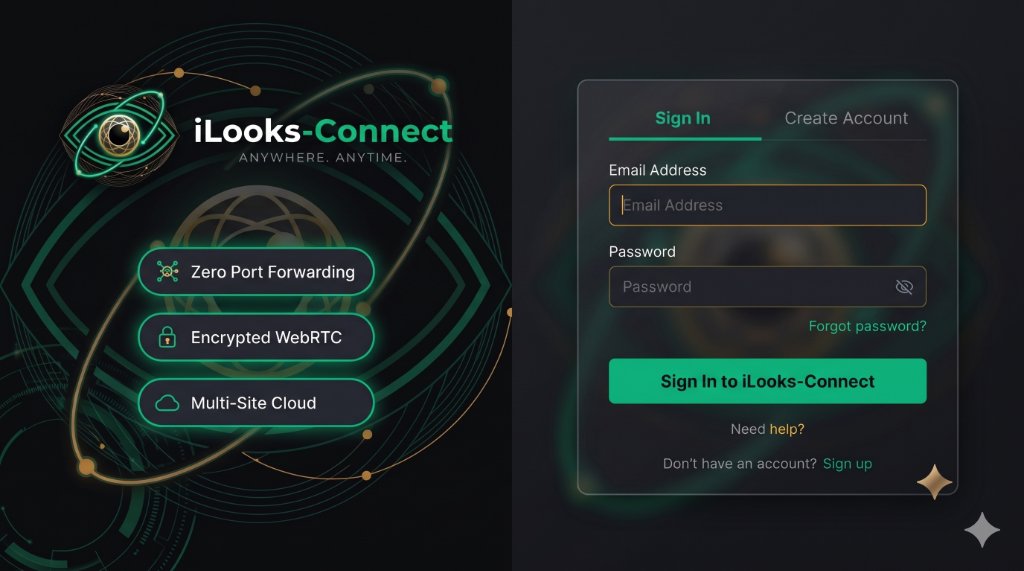 iLooks-Connect
ANYWHERE. ANYTIME.
Zero Port Forwarding
Encrypted WebRTC
Multi-Site Cloud
Sign In
Create Account
Email Address
Email Address
Password
Password
Forgot password?
Sign In to iLooks-Connect
Need help?
Don't have an account? Sign up